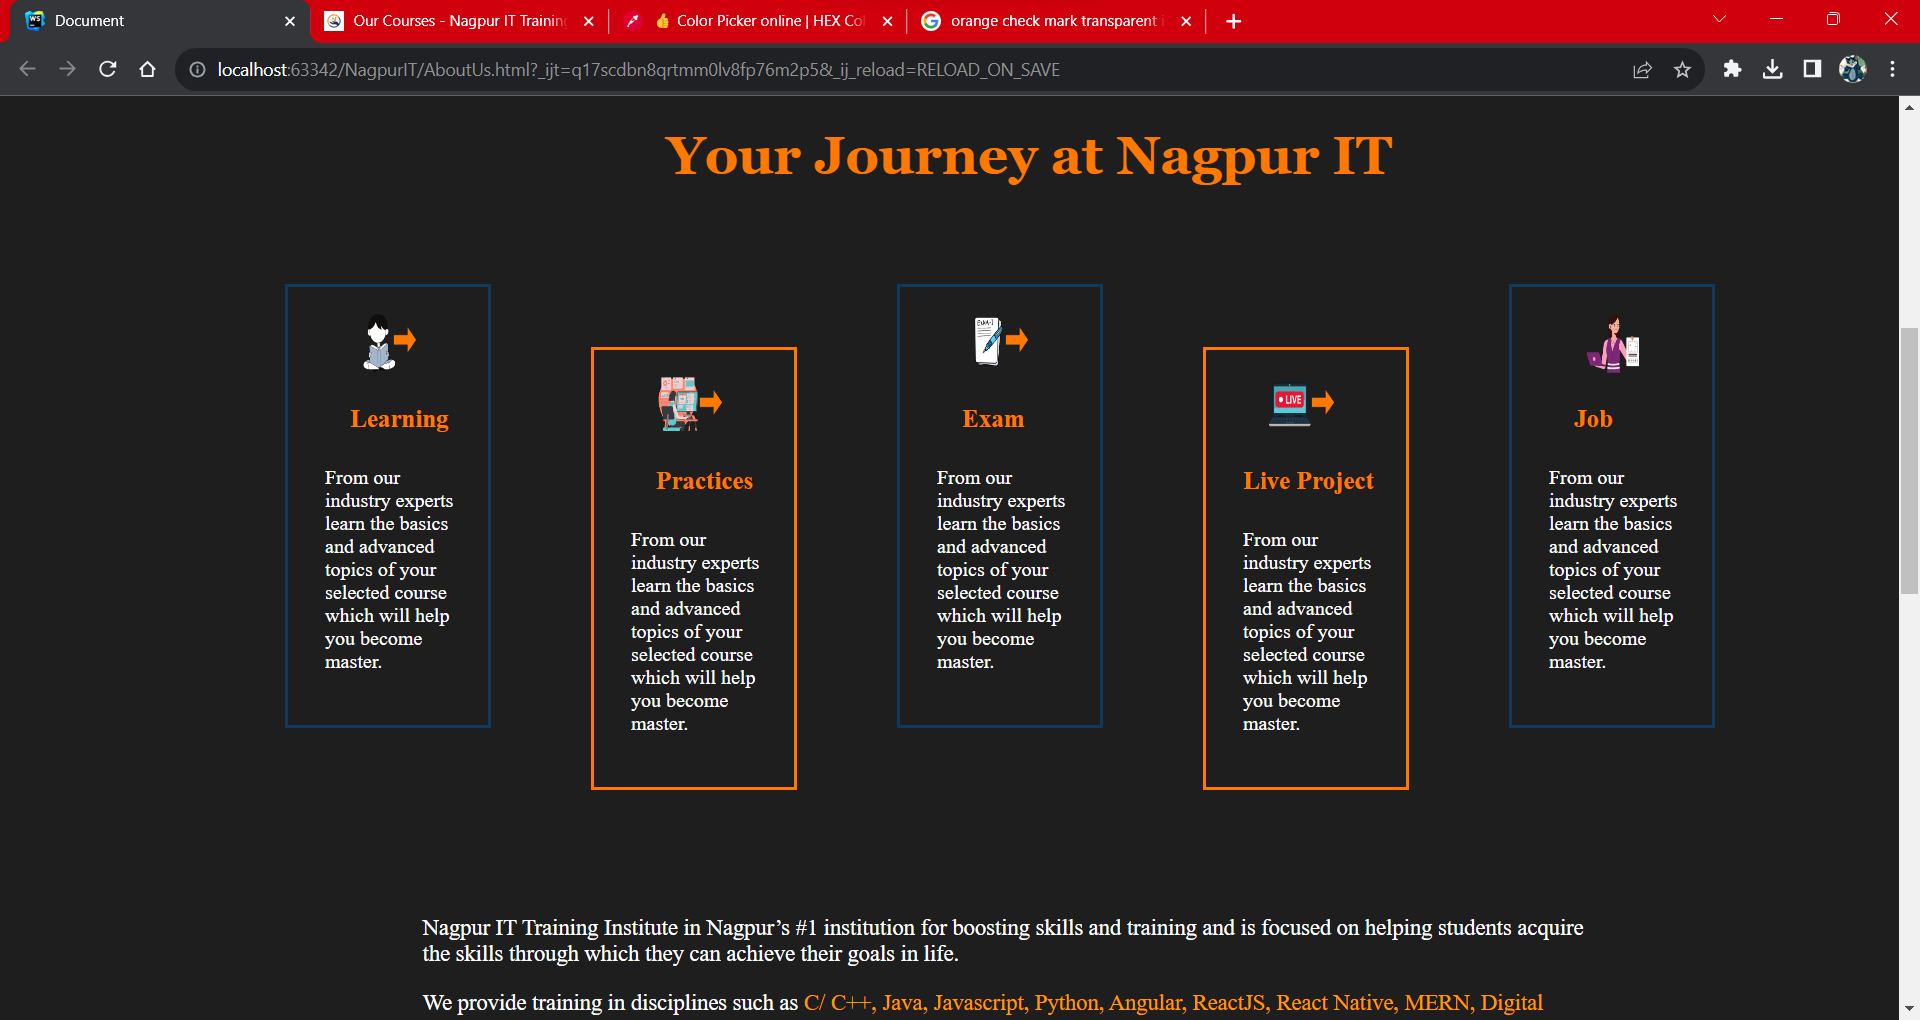 Document
Our Courses - Nagpur IT Training
Color Picker online | HEX Col
orange check mark transparent i
localhost:63342/NagpurIT/AboutUs.html?_ijt=q17scdbn8qrtmm0lv8fp76m2p5&_ij_reload=RELOAD_ON_SAVE
Your Journey at Nagpur IT
Learning
From our
industry experts
learn the basics
and advanced
topics of your
selected course
which will help
you become
master.
Practices
From our
industry experts
learn the basics
and advanced
topics of your
selected course
which will help
you become
master.
EXAM
Exam
From our
industry experts
learn the basics
and advanced
topics of your
selected course
which will help
you become
master.
LIVE
Live Project
From our
industry experts
learn the basics
and advanced
topics of your
selected course
which will help
you become
master.
Job
From our
industry experts
learn the basics
and advanced
topics of your
selected course
which will help
you become
master.
Nagpur IT Training Institute in Nagpur’s #1 institution for boosting skills and training and is focused on helping students acquire
the skills through which they can achieve their goals in life.
We provide training in disciplines such as C/ C++, Java, Javascript, Python, Angular, ReactJS, React Native, MERN, Digital